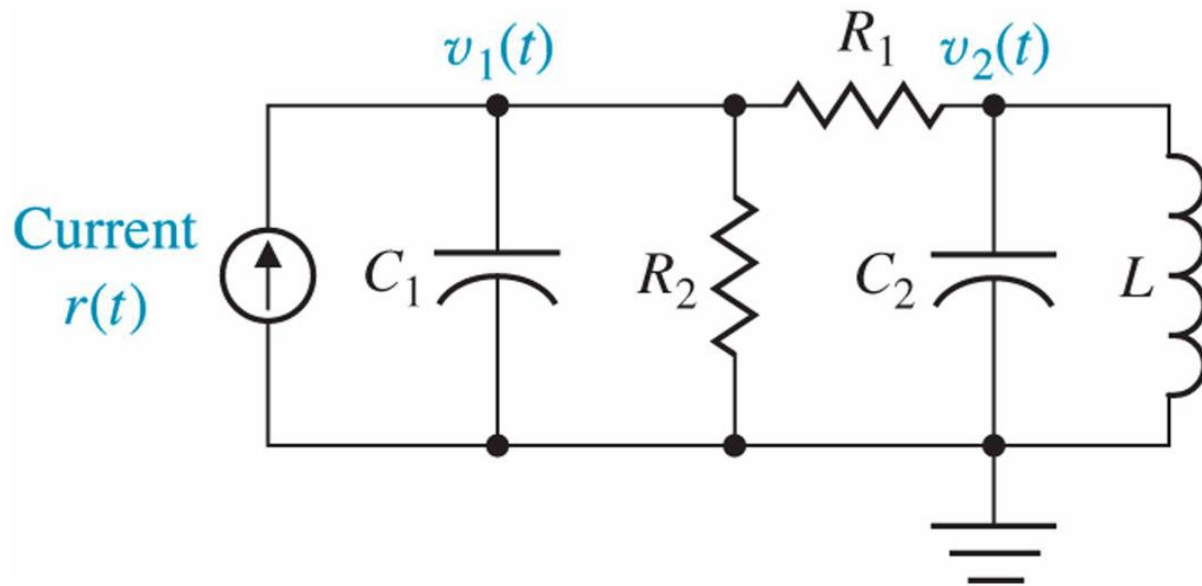 R₁
v₁(t)
v₂(t)
Current
r(t)
C₁
R₂
C₂
L